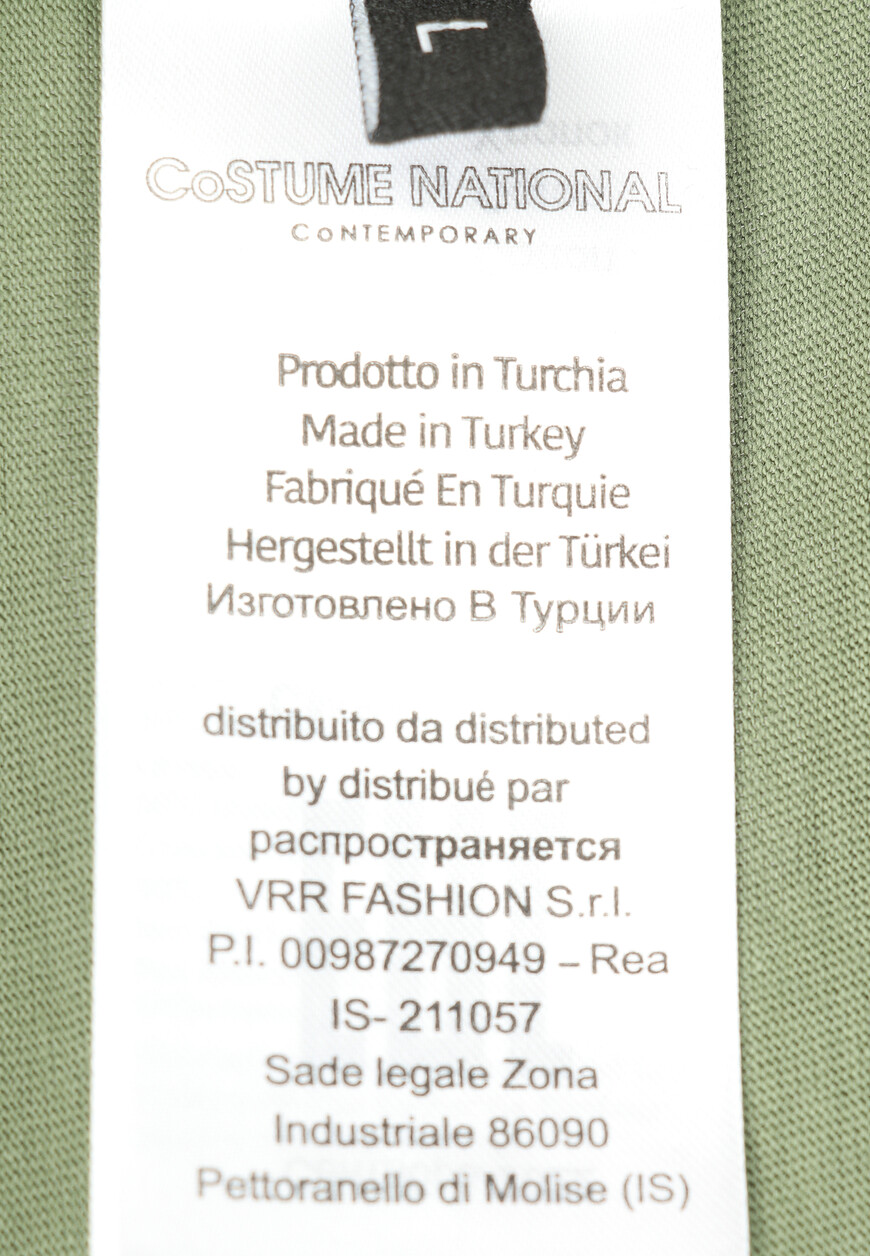 L
CoSTUME NATIONAL
CoNTEMPORARY
Prodotto in Turchia
Made in Turkey
Fabriqué En Turquie
Hergestellt in der Türkei
Изготовлено В Турции
distribuito da distributed
by distribué par
распространяется
VRR FASHION S.r.l.
P.I. 00987270949 – Rea
IS- 211057
Sade legale Zona
Industriale 86090
Pettoranello di Molise (IS)